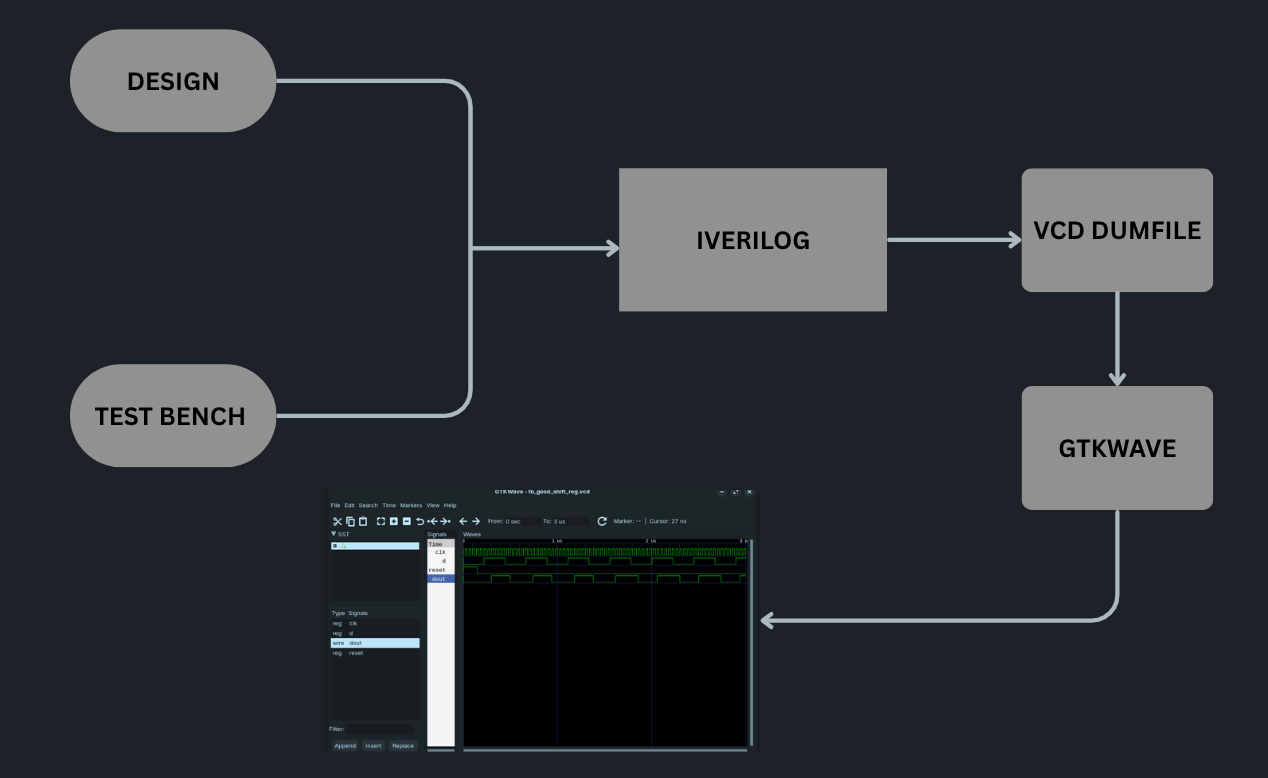 DESIGN
IVERILOG
VCD DUMFILE
TEST BENCH
GTKWAVE
GTKWave - tb_good_shift_reg.vcd
File Edit Search Time Markers View Help
From: 0 sec To: 3 us Marker: -- | Cursor: 27 ns
SST
Signals
Waves
Time
1 us 2 us
clk
d
reset
dout
Type Signals
reg clk
reg d
wire dout
reg reset
Filter:
Append Insert Replace